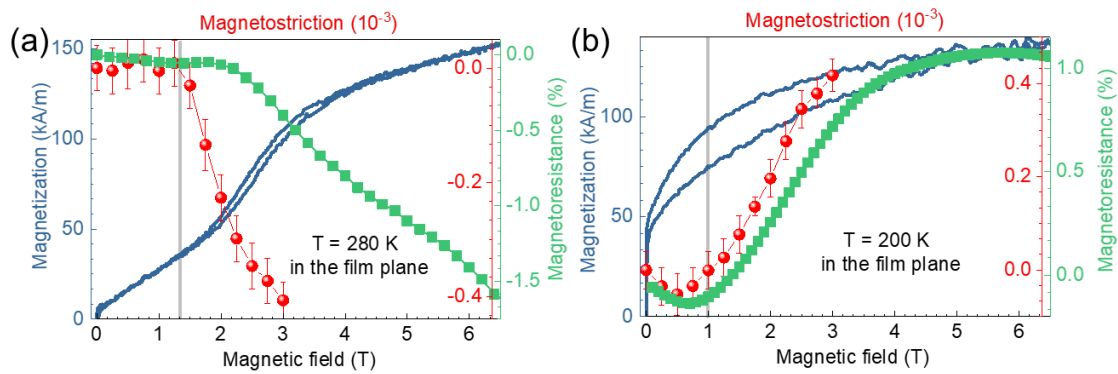 (a)
Magnetostriction (10-3)
Magnetization (kA/m)
150
100
50
0
0.0
-0.2
-0.4
0.0
-0.5
-1.0
-1.5
Magnetoresistance (%)
T = 280 K
in the film plane
0 1 2 3 4 5 6
Magnetic field (T)
(b)
Magnetostriction (10-3)
Magnetization (kA/m)
100
50
0
0.4
0.2
0.0
1.0
0.5
0.0
Magnetoresistance (%)
T = 200 K
in the film plane
0 1 2 3 4 5 6
Magnetic field (T)